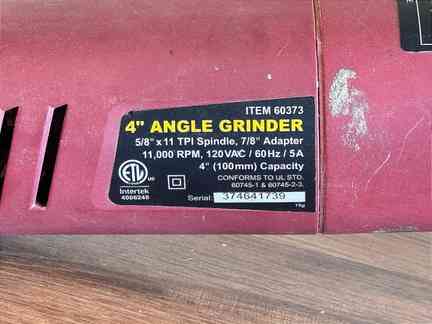 ITEM 60373
4" ANGLE GRINDER
5/8" x 11 TPI Spindle, 7/8" Adapter
11,000 RPM, 120VAC / 60Hz / 5A
4" (100mm) Capacity
CONFORMS TO UL STD.
60745-1 & 60745-2-3.
ETL
Intertek
4006248
Serial: 374641739